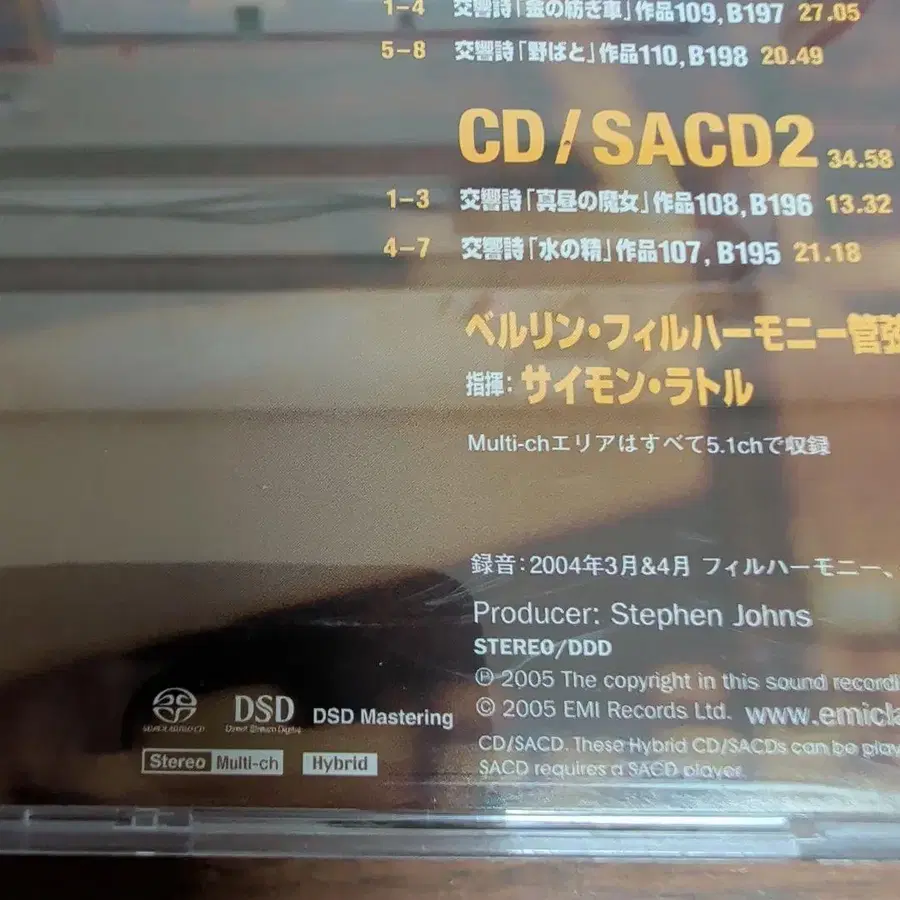 1-4 交響詩「金の紡ぎ車」作品109, B197 27.05
5-8 交響詩「野ばと」作品110, B198 20.49
CD / SACD2 34.58
1-3 交響詩「真昼の魔女」作品108, B196 13.32
4-7 交響詩「水の精」作品107, B195 21.18
ベルリン・フィルハーモニー管弦
指揮: サイモン・ラトル
Multi-chエリアはすべて5.1chで収録
録音:2004年3月&4月 フィルハーモニー、
Producer: Stephen Johns
STEREO/DDD
℗ 2005 The copyright in this sound recordi
© 2005 EMI Records Ltd. www.emicla
CD/SACD. These Hybrid CD/SACDs can be play
SACD requires a SACD player.
SUPER AUDIO CD
DSD
Direct Stream Digital
DSD Mastering
Stereo Multi-ch Hybrid